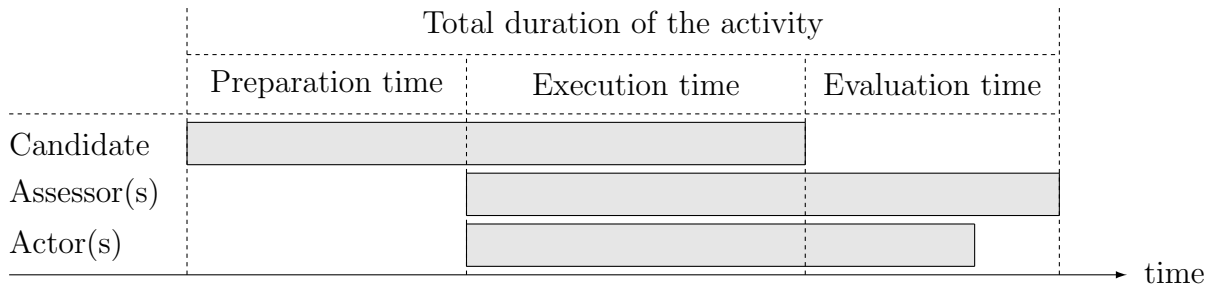 Total duration of the activity
Preparation time Execution time Evaluation time
Candidate
Assessor(s)
Actor(s)
time